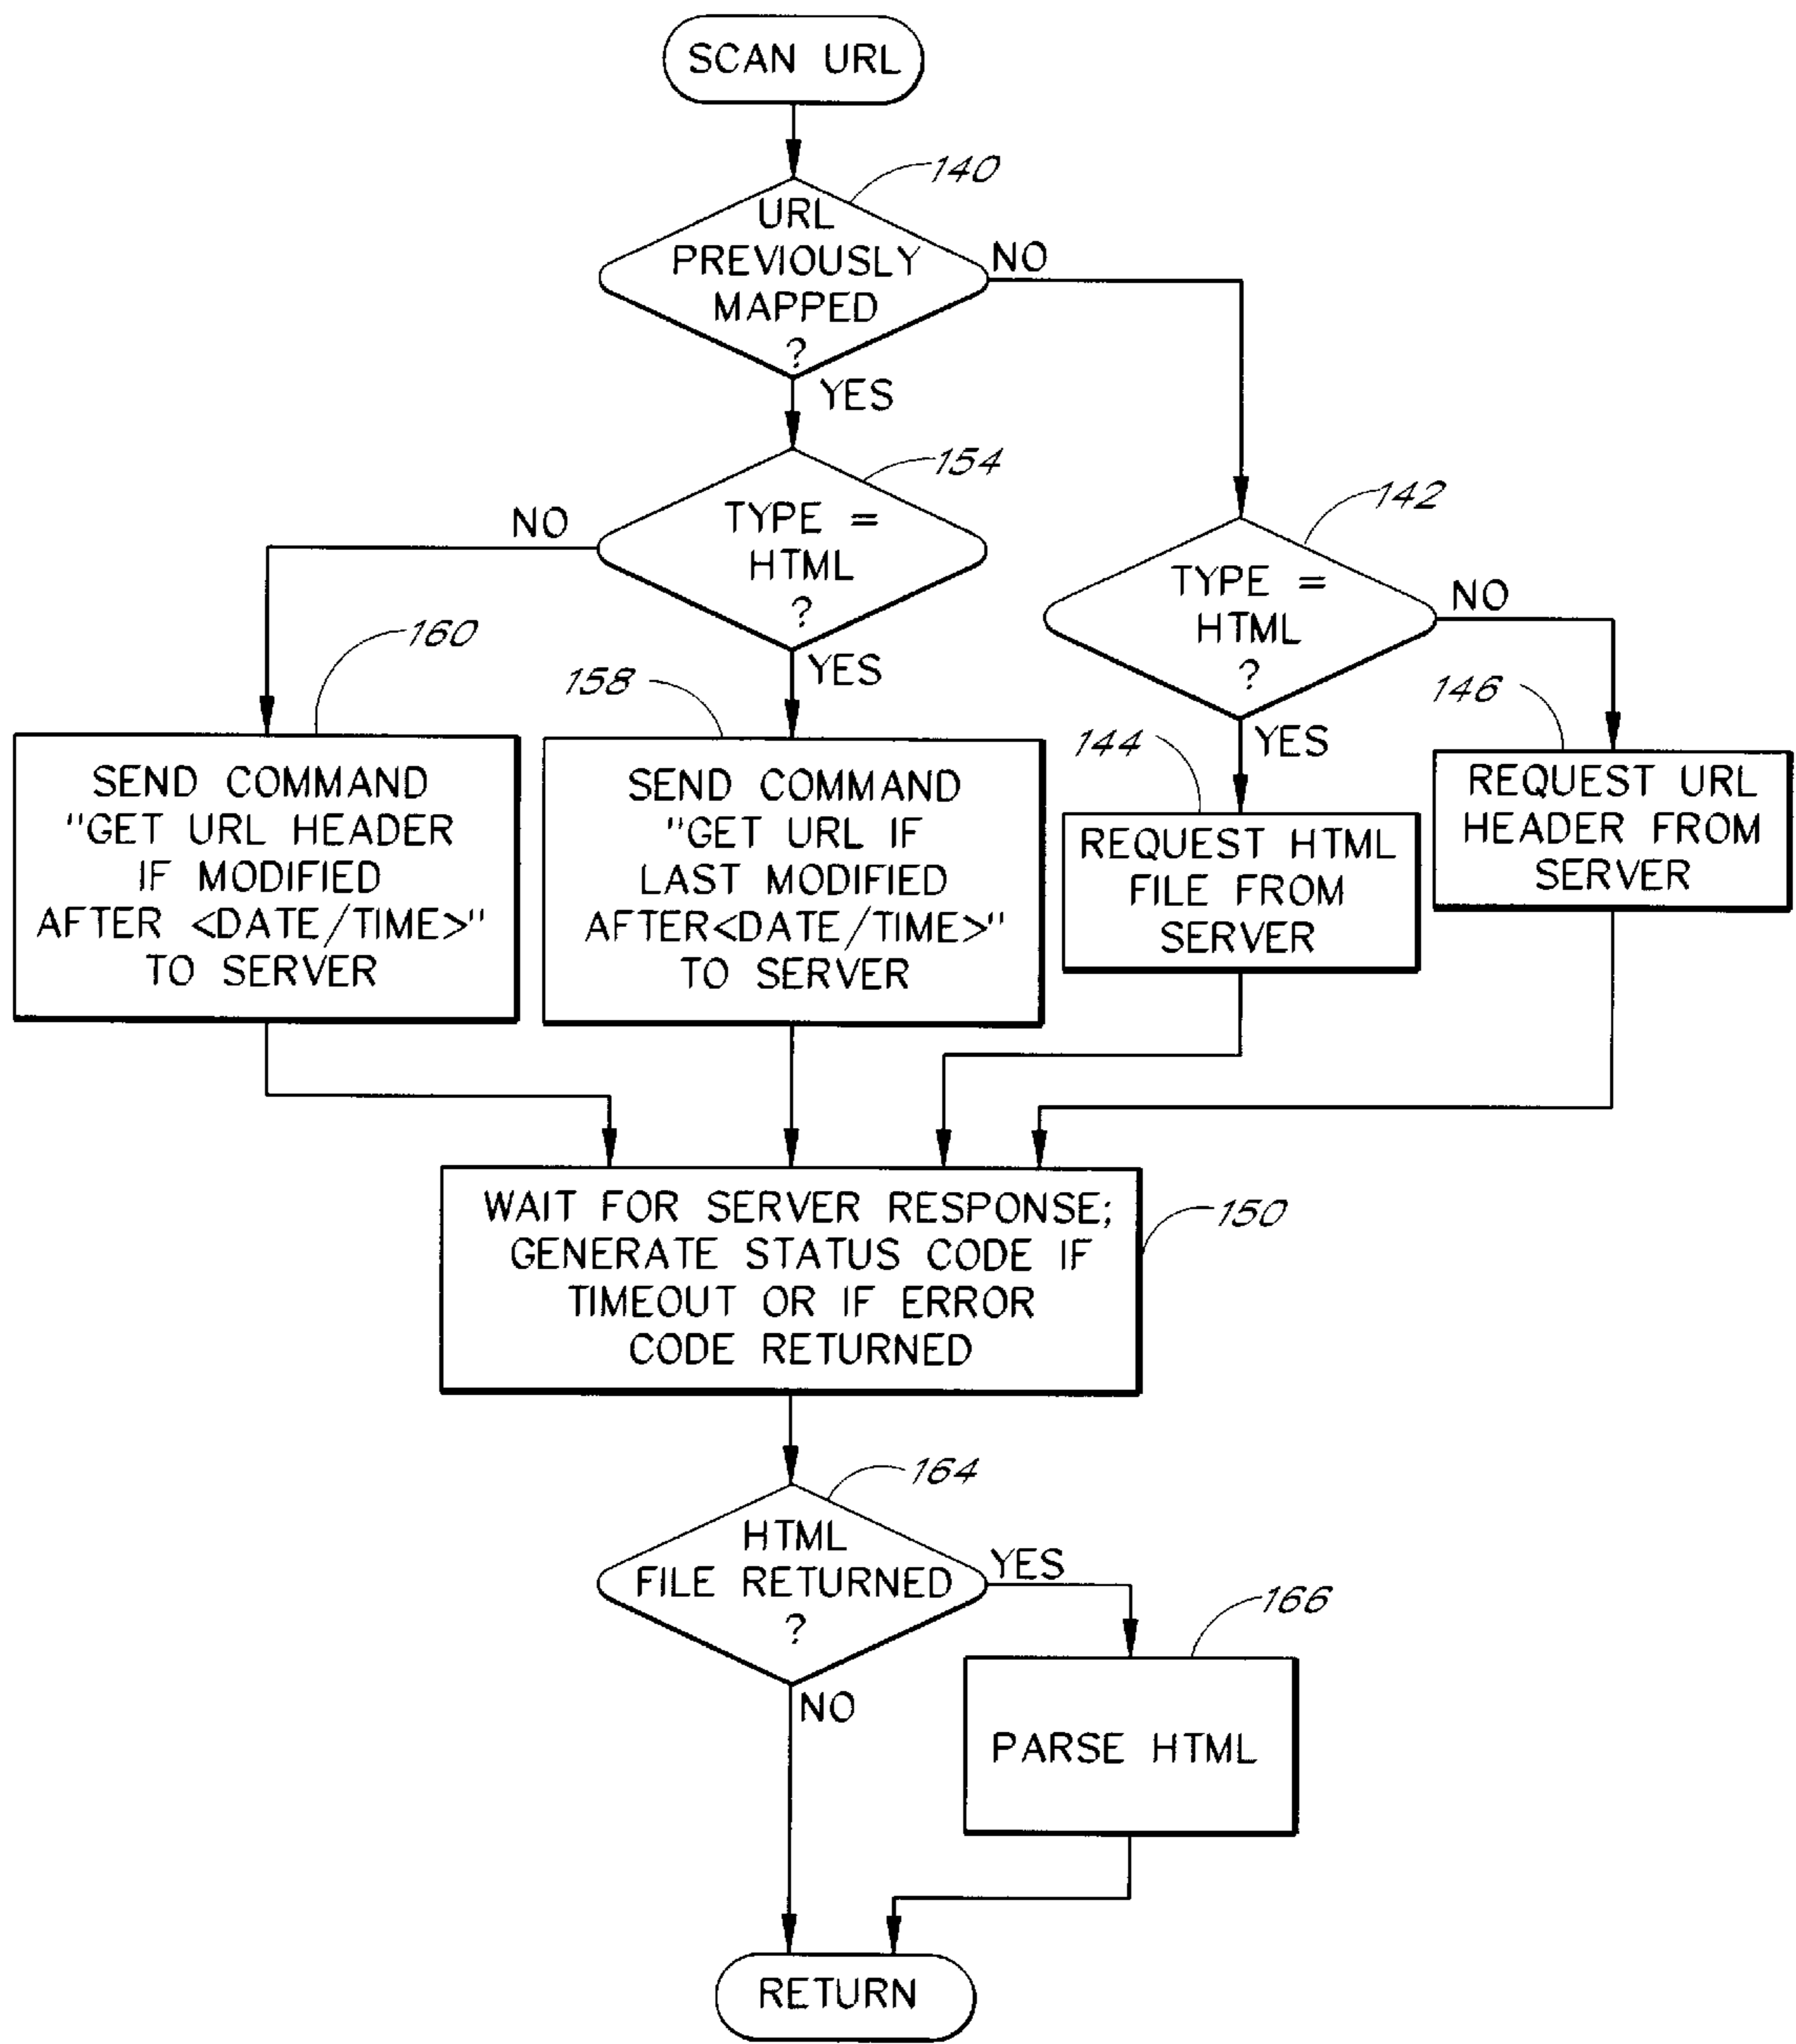 SCAN URL
140
URL
PREVIOUSLY
MAPPED
?
NO
YES
154
TYPE =
HTML
?
NO
YES
142
TYPE =
HTML
?
NO
YES
160
SEND COMMAND
"GET URL HEADER
IF MODIFIED
AFTER <DATE/TIME>"
TO SERVER
158
SEND COMMAND
"GET URL IF
LAST MODIFIED
AFTER<DATE/TIME>"
TO SERVER
144
REQUEST HTML
FILE FROM
SERVER
146
REQUEST URL
HEADER FROM
SERVER
WAIT FOR SERVER RESPONSE;
GENERATE STATUS CODE IF
TIMEOUT OR IF ERROR
CODE RETURNED
150
164
HTML
FILE RETURNED
?
YES
NO
166
PARSE HTML
RETURN